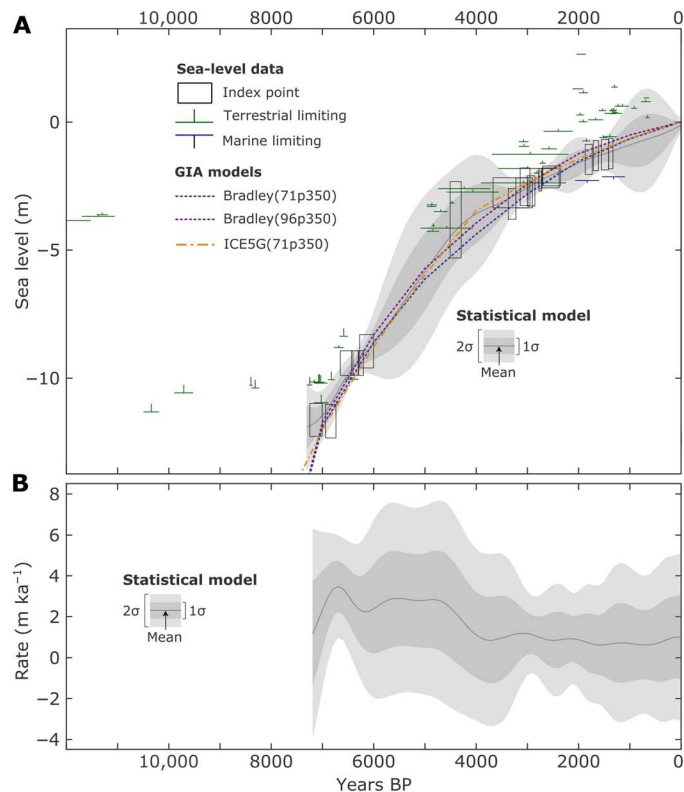 A
10,000 8000 6000 4000 2000 0
Sea-level data
Index point
Terrestrial limiting
Marine limiting
GIA models
Bradley(71p350)
Bradley(96p350)
ICE5G(71p350)
0
−5
−10
Sea level (m)
Statistical model
2σ 1σ
Mean
B
8
6
4
2
0
−2
−4
Rate (m ka⁻¹)
Statistical model
2σ 1σ
Mean
10,000 8000 6000 4000 2000 0
Years BP